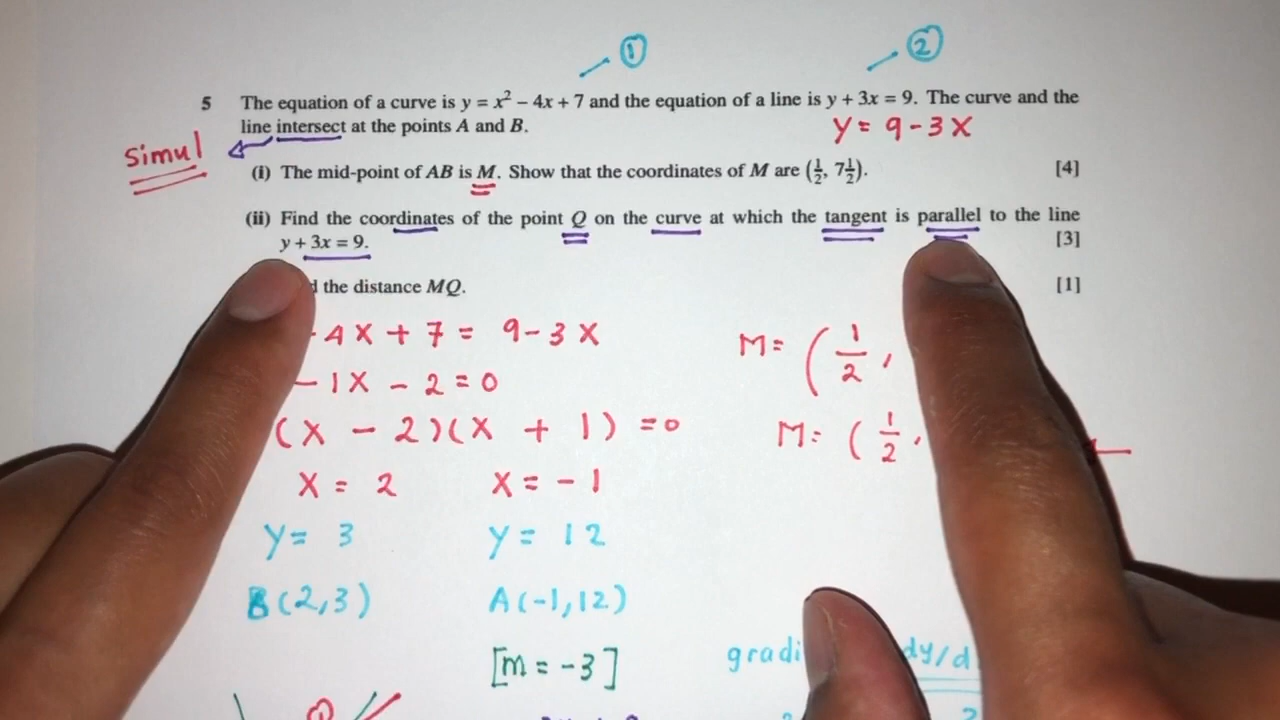 ① ②
5 The equation of a curve is y = x² − 4x + 7 and the equation of a line is y + 3x = 9. The curve and the
line intersect at the points A and B.
y = 9 - 3x
simul
(i) The mid-point of AB is M. Show that the coordinates of M are (½, 7½). [4]
(ii) Find the coordinates of the point Q on the curve at which the tangent is parallel to the line
y + 3x = 9. [3]
the distance MQ. [1]
4x + 7 = 9 - 3x
M = (1/2,
- 1x - 2 = 0
(x - 2)(x + 1) = 0
M = (1/2,
x = 2 x = -1
y = 3 y = 12
B(2,3) A(-1,12)
[m = -3]
gradi dy/d
①